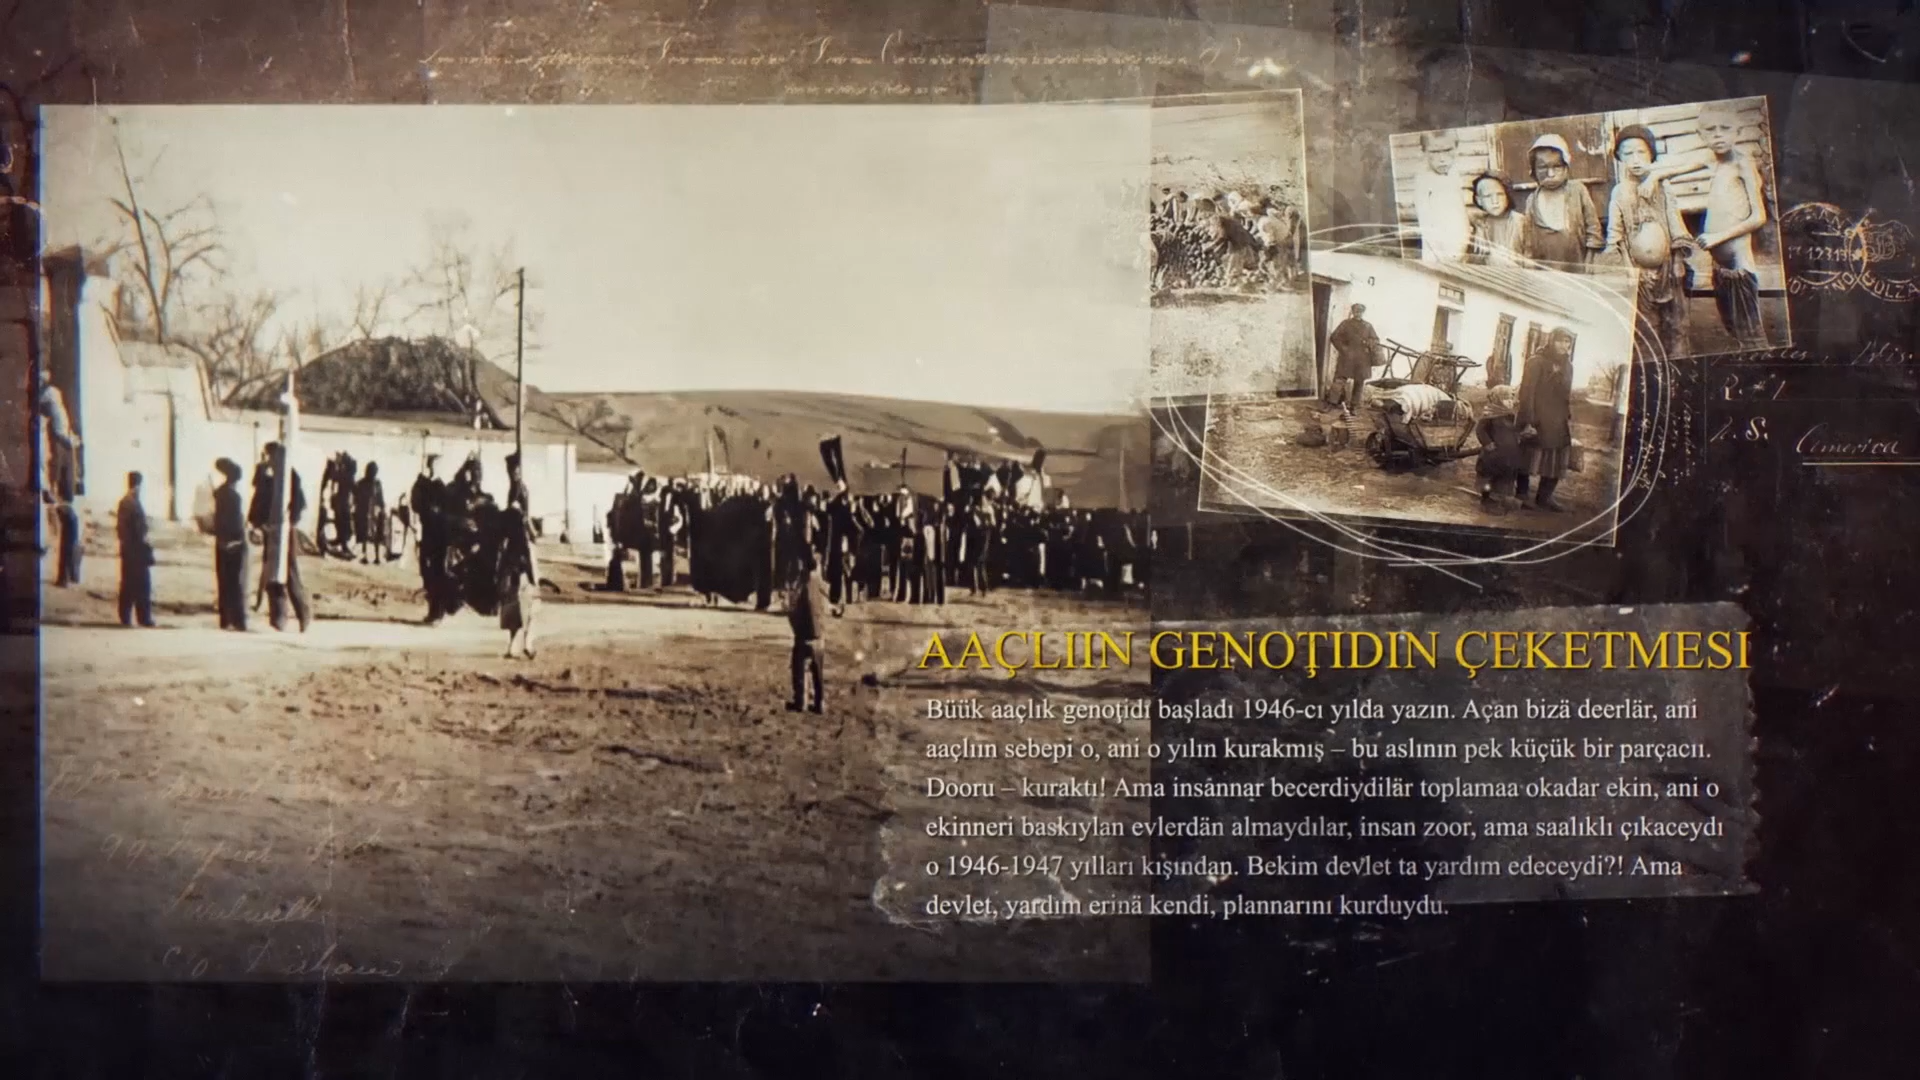 AAÇLIIN GENOŢIDIN ÇEKETMESI
Büük aaçlık genoţidi başladı 1946-cı yılda yazın. Açan bizä deerlär, ani
aaçlıın sebepi o, ani o yılın kurakmış – bu aslının pek küçük bir parçacıı.
Dooru – kuraktı! Ama insannar becerdiydilär toplamaa okadar ekin, ani o
ekinneri baskıylan evlerdän almaydılar, insan zoor, ama saalıklı çıkaceydı
o 1946-1947 yılları kışından. Bekim devlet ta yardım edeceydi?! Ama
devlet, yardım erinä kendi, plannarını kurduydu.
America